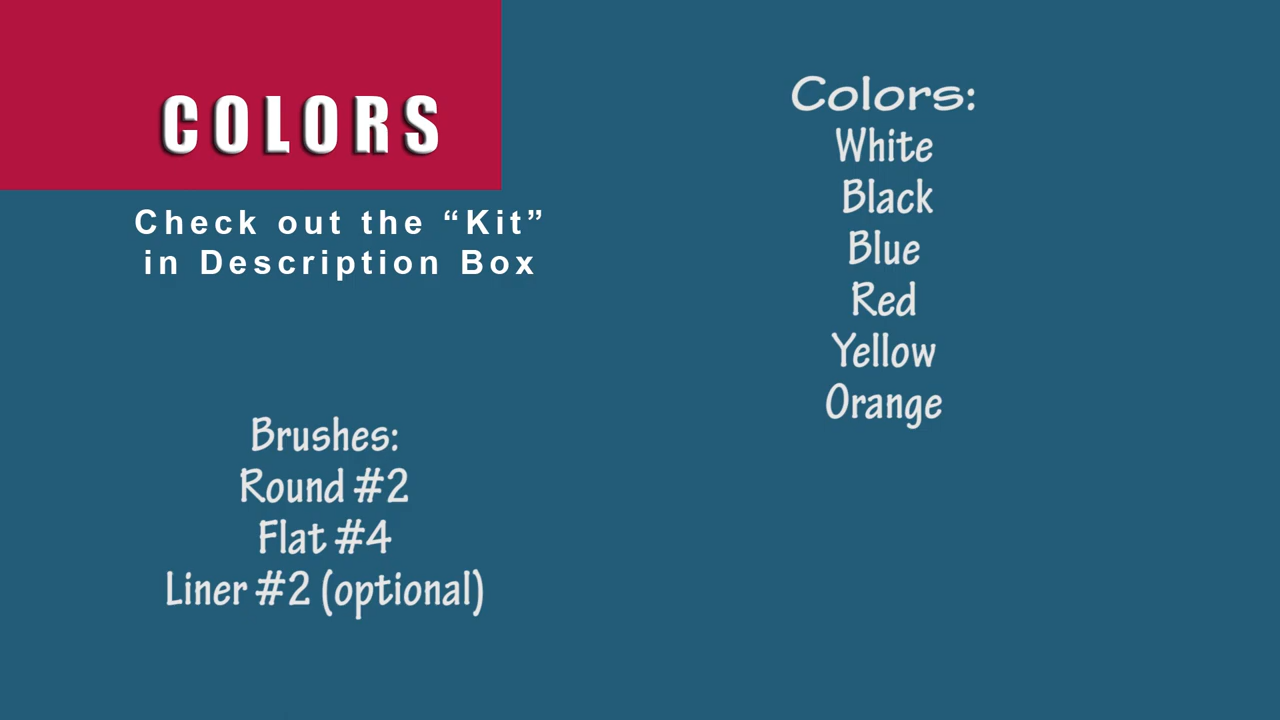 COLORS
Check out the “Kit”
in Description Box
Brushes:
Round #2
Flat #4
Liner #2 (optional)
Colors:
White
Black
Blue
Red
Yellow
Orange